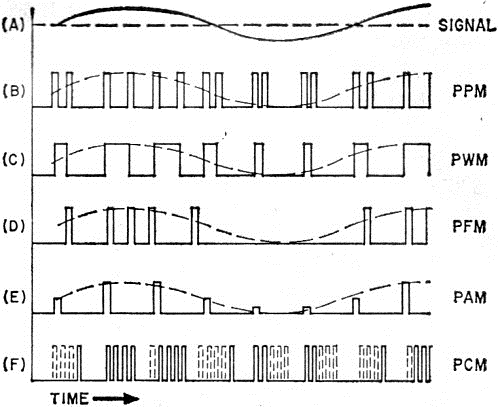 (A) SIGNAL
(B) PPM
(C) PWM
(D) PFM
(E) PAM
(F) PCM
TIME